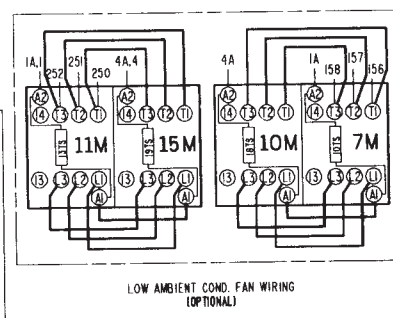 1A,1 252 251 250 4A,4 4A 1A 158 157 156
A2 A2 A2
14 T3 T2 T1 14 T3 T2 T1 14 T3 T2 T1 14 T3 T2 T1
11M 15M 10M 7M
13TS 19TS 18TS 10TS
13 L3 L2 L1 13 L3 L2 L1 13 L3 L2 L1 13 L3 L2 L1
A1 A1 A1 A1
LOW AMBIENT COND. FAN WIRING
(OPTIONAL)